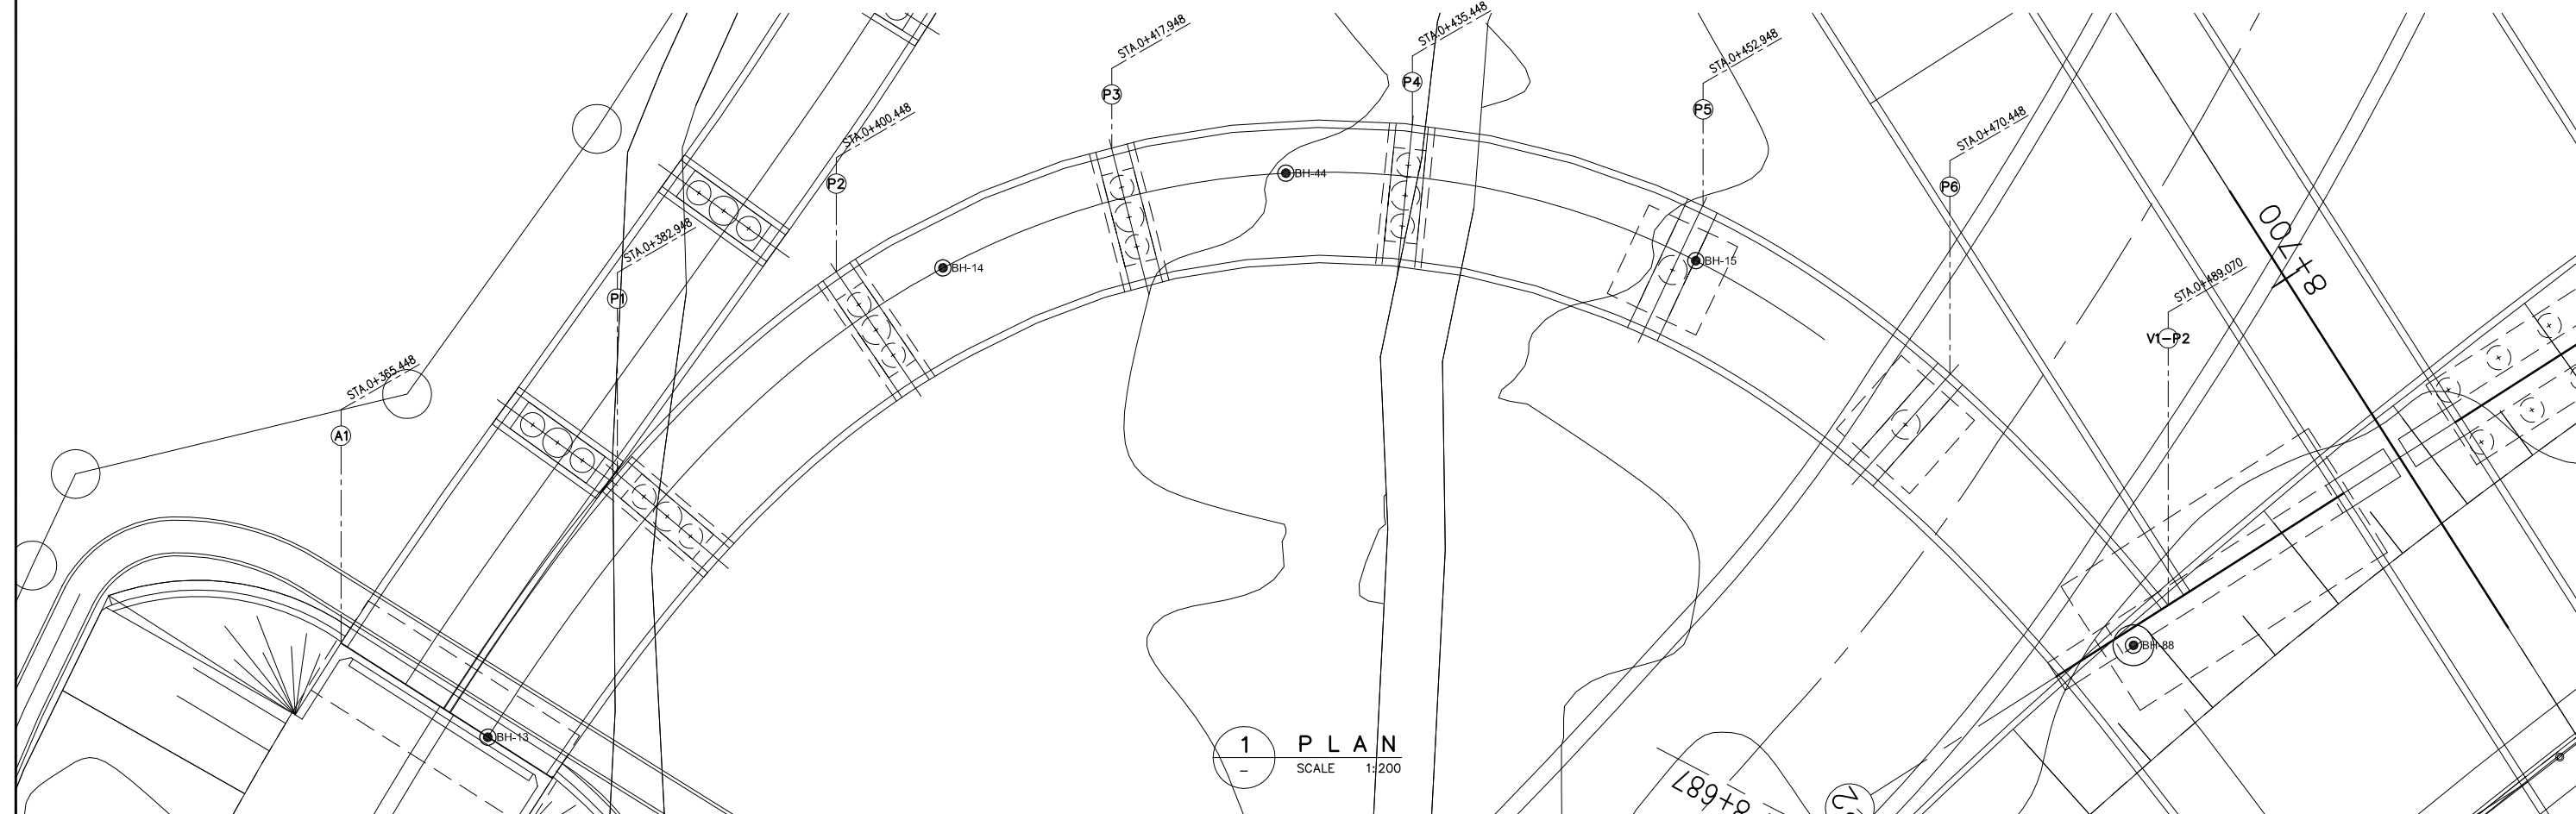 STA.0+417.948
STA.0+435.448
STA.0+452.948
P3
P4
P5
STA.0+400.448
STA.0+470.448
P2
P6
BH-44
STA.0+382.948
8+700
BH-14
BH-15
STA.0+489.070
P1
V1-P2
STA.0+365.448
A1
BH-88
BH-13
1
-
P L A N
SCALE 1:200
8+687